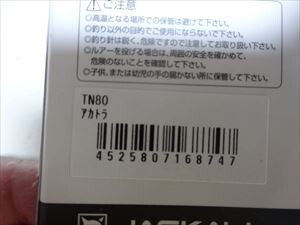 ご注意
○高温となる場所での保管は避けて下さい。
○釣り以外の目的でご使用にならないで下さい。
○釣り針は鋭く、危険ですので注意してお取り扱い下さい。
○ルアーを投げる場合は、周囲の安全を確かめて、
危険のないことを確認して下さい。
○子供、または幼児の手の届かない所に保管して下さい。
TN80
アカトラ
4525807168747